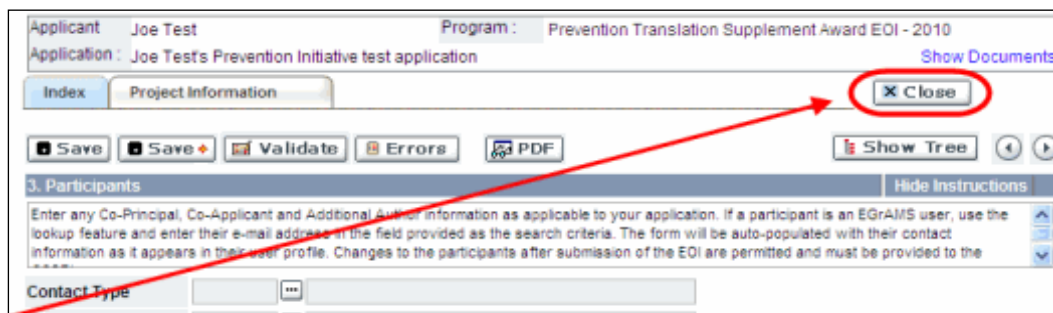 Applicant Joe Test Program : Prevention Translation Supplement Award EOI - 2010
Application : Joe Test's Prevention Initiative test application Show Documents
Index Project Information Close
Save Save Validate Errors PDF Show Tree
3. Participants Hide Instructions
Enter any Co-Principal, Co-Applicant and Addtional Author information as applicable to your application. If a participant is an EGrAMS user, use the
lookup feature and enter their e-mail address in the field provided as the search criteria. The form will be auto-populated with their contact
information as it appears in their user profile. Changes to the participants after submission of the EOI are permitted and must be provided to the
Contact Type